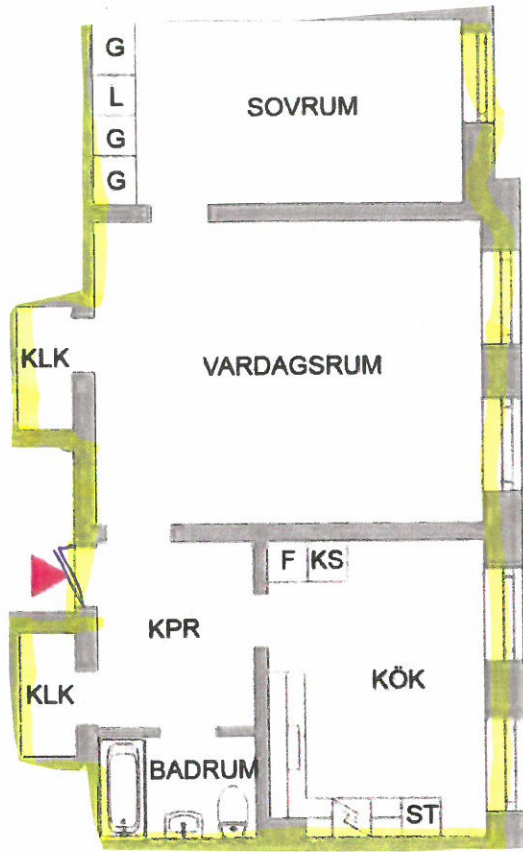 G
L
SOVRUM
G
G
KLK
VARDAGSRUM
F KS
KPR
KLK
KÖK
BADRUM
ST